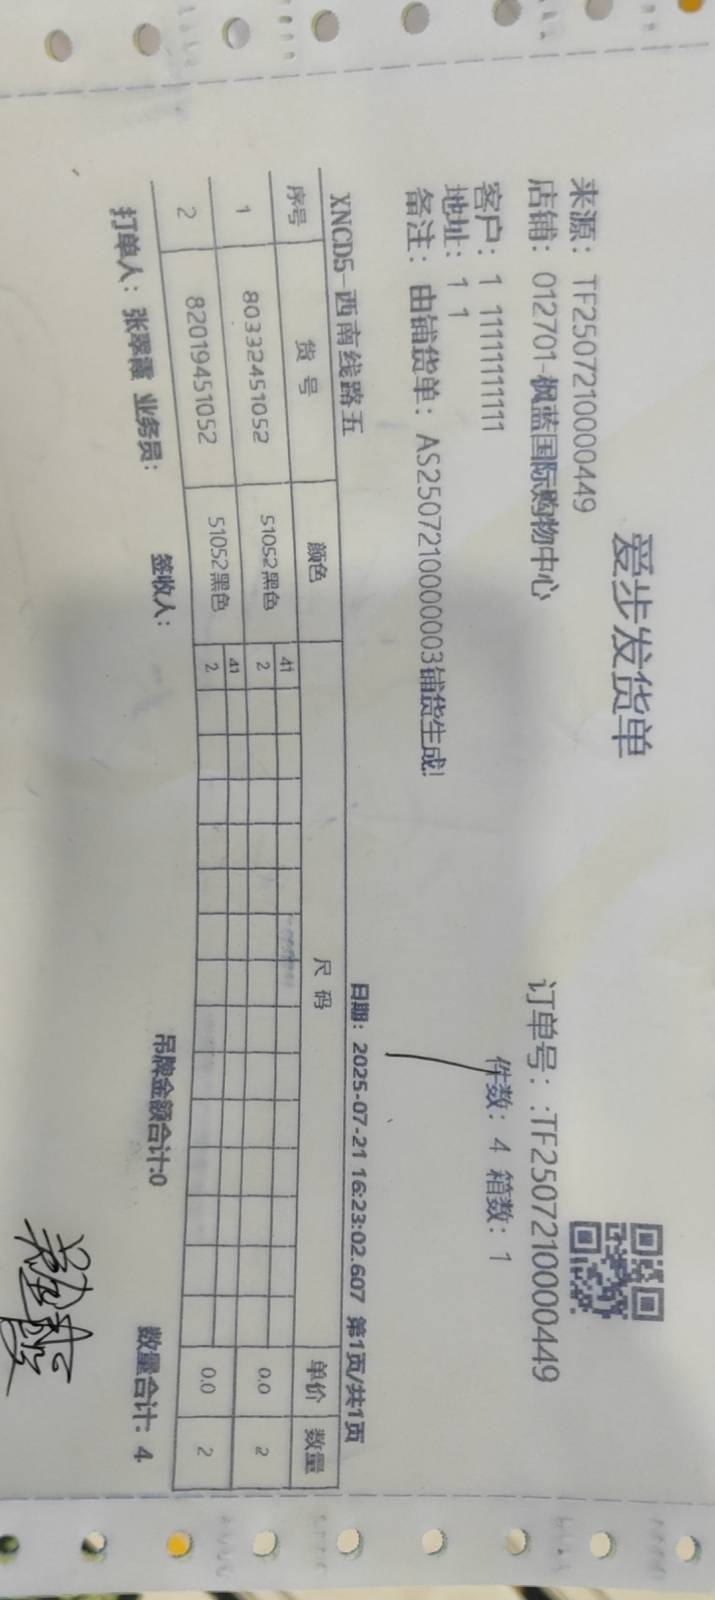 爱步发货单
来源：TF2507210000449
店铺：012701-枫蓝国际购物中心 订单号：:TF2507210000449
客户：1 11111111111 件数：4 箱数：1
地址：1 1
备注：由铺货单：AS2507210000003铺货生成!
XNCD5-西南线路五 日期：2025-07-21 16:23:02.607 第1页/共1页
序号 货号 颜色 尺码 单价 数量
41
1 80332451052 51052黑色 2 0.0 2
41
2 82019451052 51052黑色 2 0.0 2
打单人：张翠霞 业务员： 签收人： 吊牌金额合计:0 数量合计：4